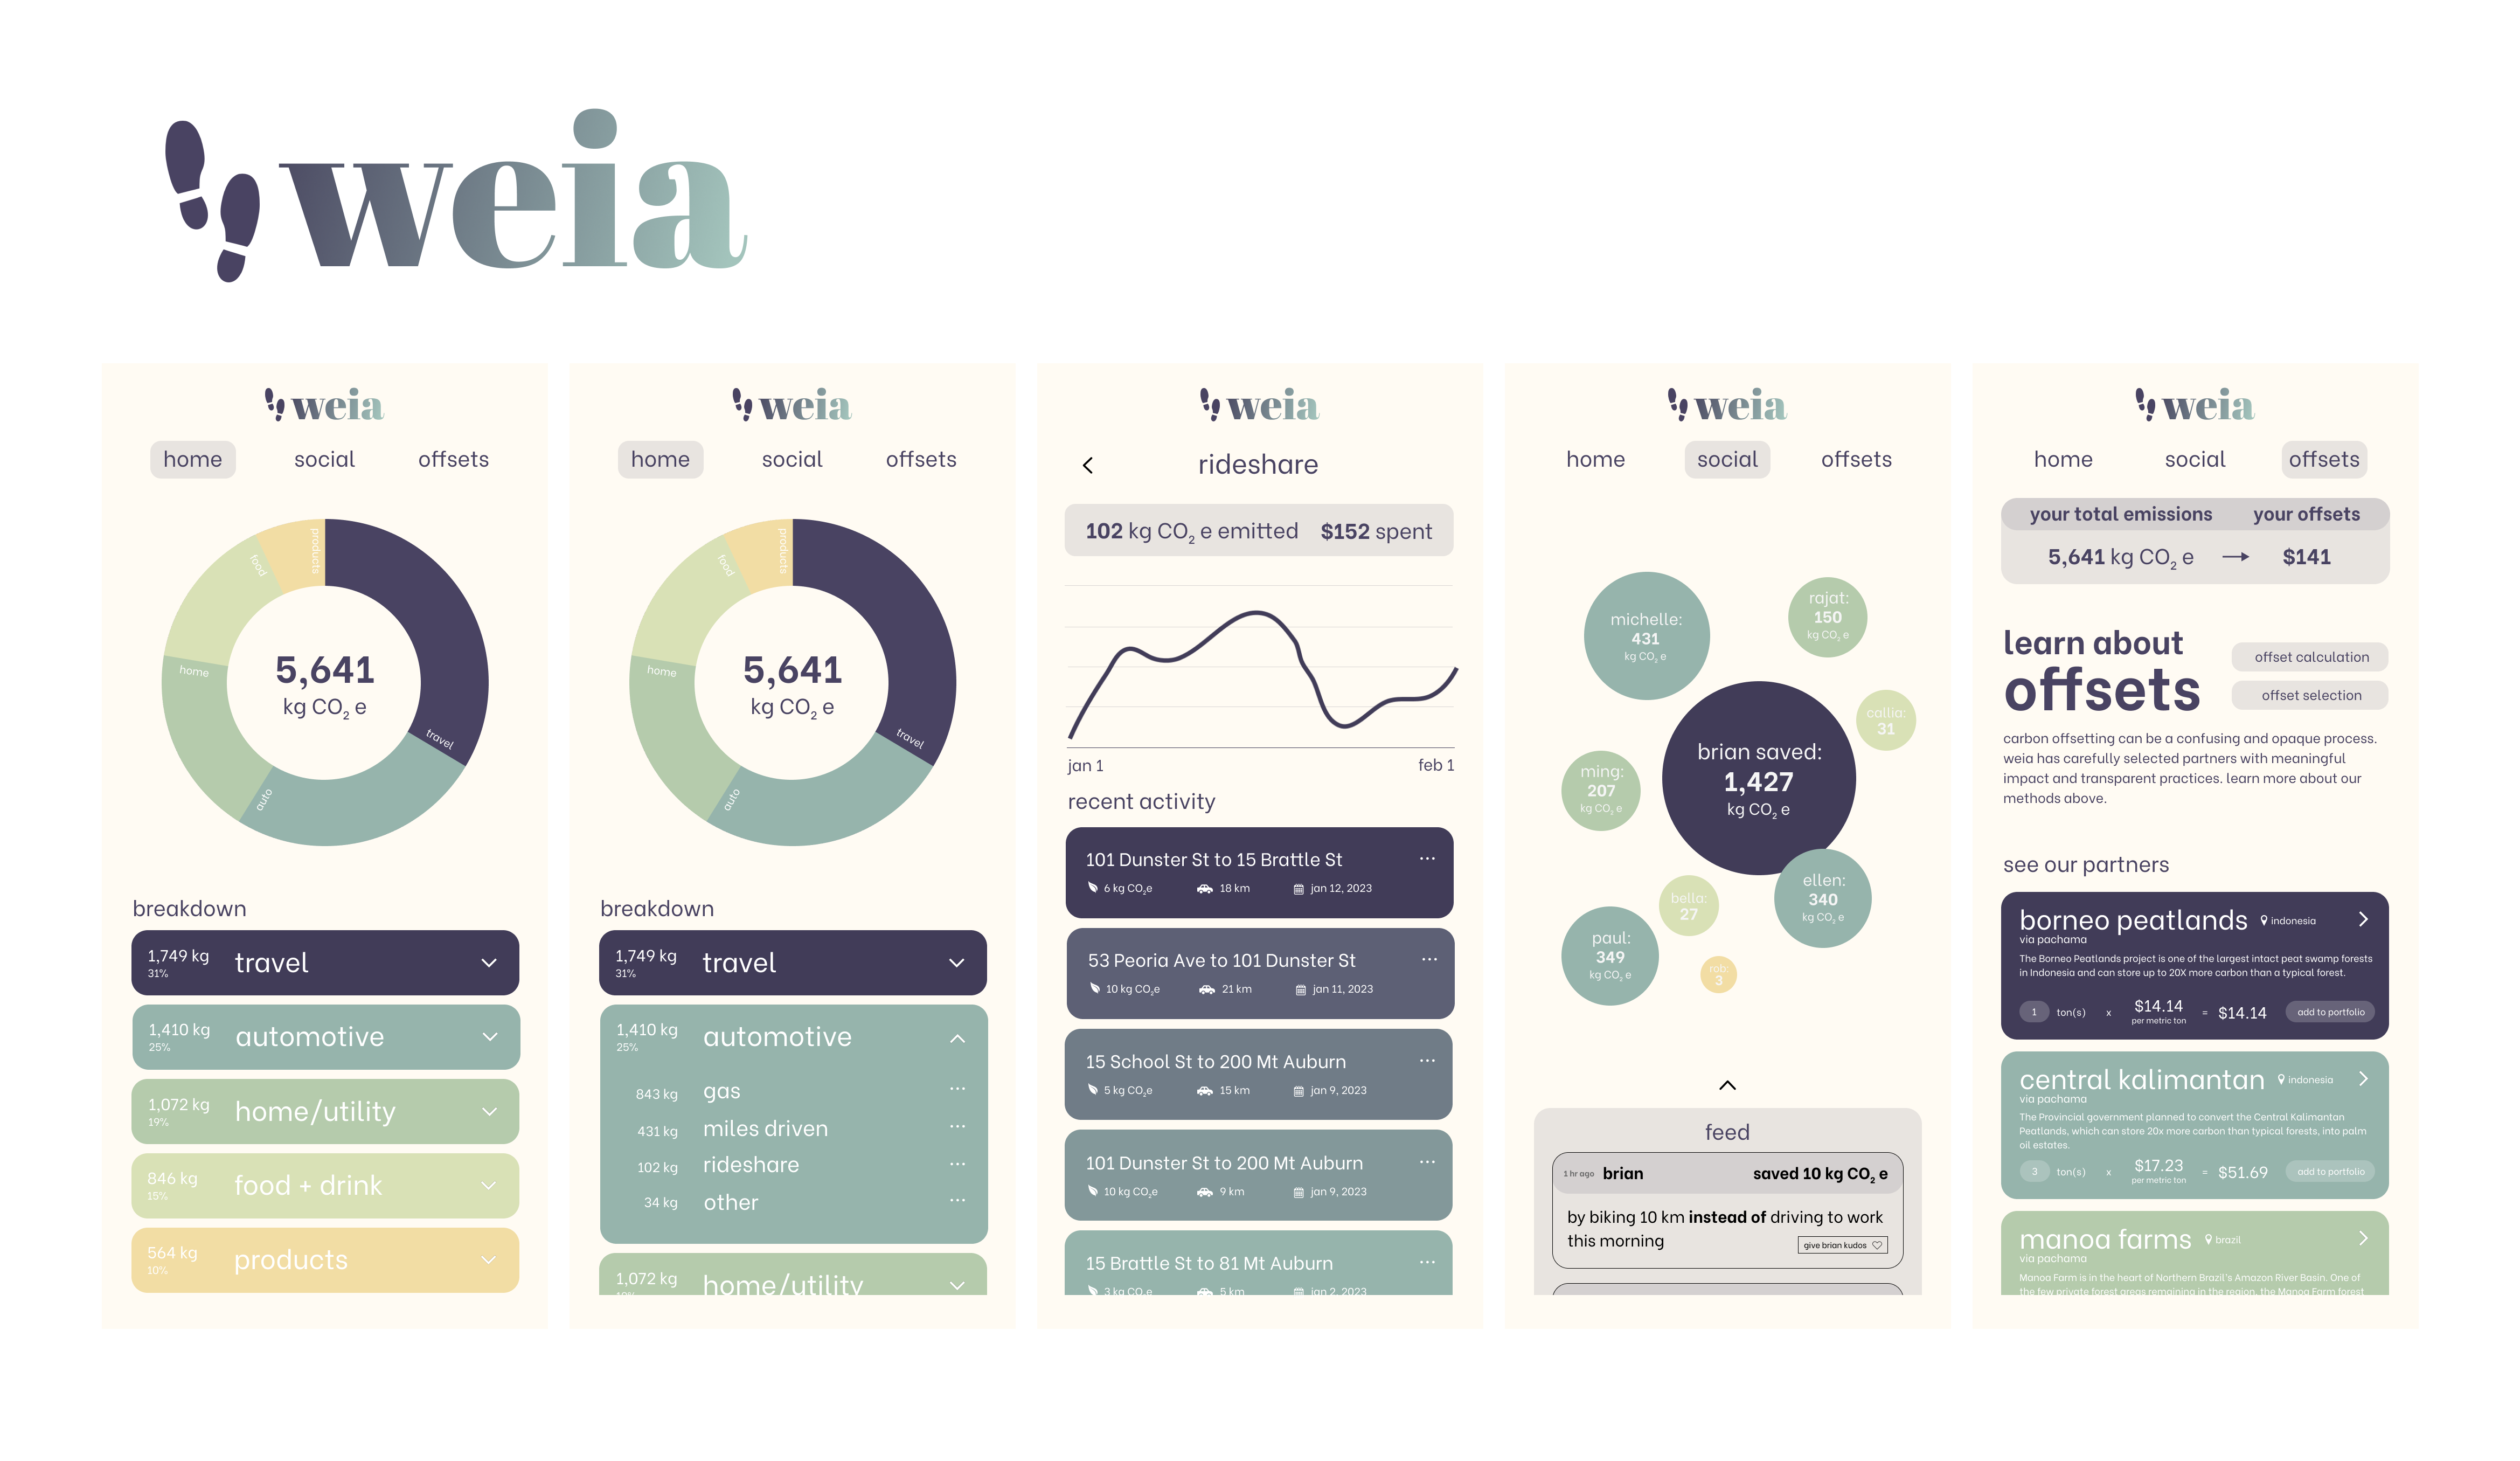 weia
weia
home social offsets
products
food
home
travel
auto
5,641
kg CO2 e
breakdown
1,749 kg
31%
travel
1,410 kg
25%
automotive
1,072 kg
19%
home/utility
846 kg
15%
food + drink
564 kg
10%
products
weia
home social offsets
products
food
home
travel
auto
5,641
kg CO2 e
breakdown
1,749 kg
31%
travel
1,410 kg
25%
automotive
843 kg gas
431 kg miles driven
102 kg rideshare
34 kg other
1,072 kg
19%
home/utility
weia
rideshare
102 kg CO2 e emitted $152 spent
jan 1 feb 1
recent activity
101 Dunster St to 15 Brattle St
6 kg CO2e 18 km jan 12, 2023
53 Peoria Ave to 101 Dunster St
10 kg CO2e 21 km jan 11, 2023
15 School St to 200 Mt Auburn
5 kg CO2e 15 km jan 9, 2023
101 Dunster St to 200 Mt Auburn
10 kg CO2e 9 km jan 9, 2023
15 Brattle St to 81 Mt Auburn
3 kg CO2e 5 km jan 2, 2023
weia
home social offsets
michelle:
431
kg CO2 e
rajat:
150
kg CO2 e
callia:
31
brian saved:
1,427
kg CO2 e
ming:
207
kg CO2 e
ellen:
340
kg CO2 e
bella:
27
paul:
349
kg CO2 e
rob:
3
feed
1 hr ago brian saved 10 kg CO2 e
by biking 10 km instead of driving to work
this morning
give brian kudos
weia
home social offsets
your total emissions your offsets
5,641 kg CO2 e → $141
learn about
offsets
offset calculation
offset selection
carbon offsetting can be a confusing and opaque process.
weia has carefully selected partners with meaningful
impact and transparent practices. learn more about our
methods above.
see our partners
borneo peatlands indonesia
via pachama
The Borneo Peatlands project is one of the largest intact peat swamp forests
in Indonesia and can store up to 20X more carbon than a typical forest.
1 ton(s) x $14.14 = $14.14 add to portfolio
per metric ton
central kalimantan indonesia
via pachama
The Provincial government planned to convert the Central Kalimantan
Peatlands, which can store 20x more carbon than typical forests, into palm
oil estates.
3 ton(s) x $17.23 = $51.69 add to portfolio
per metric ton
manoa farms brazil
via pachama
Manoa Farm is in the heart of Northern Brazil's Amazon River Basin. One of
the few private forest areas remaining in the region, the Manoa Farm forest